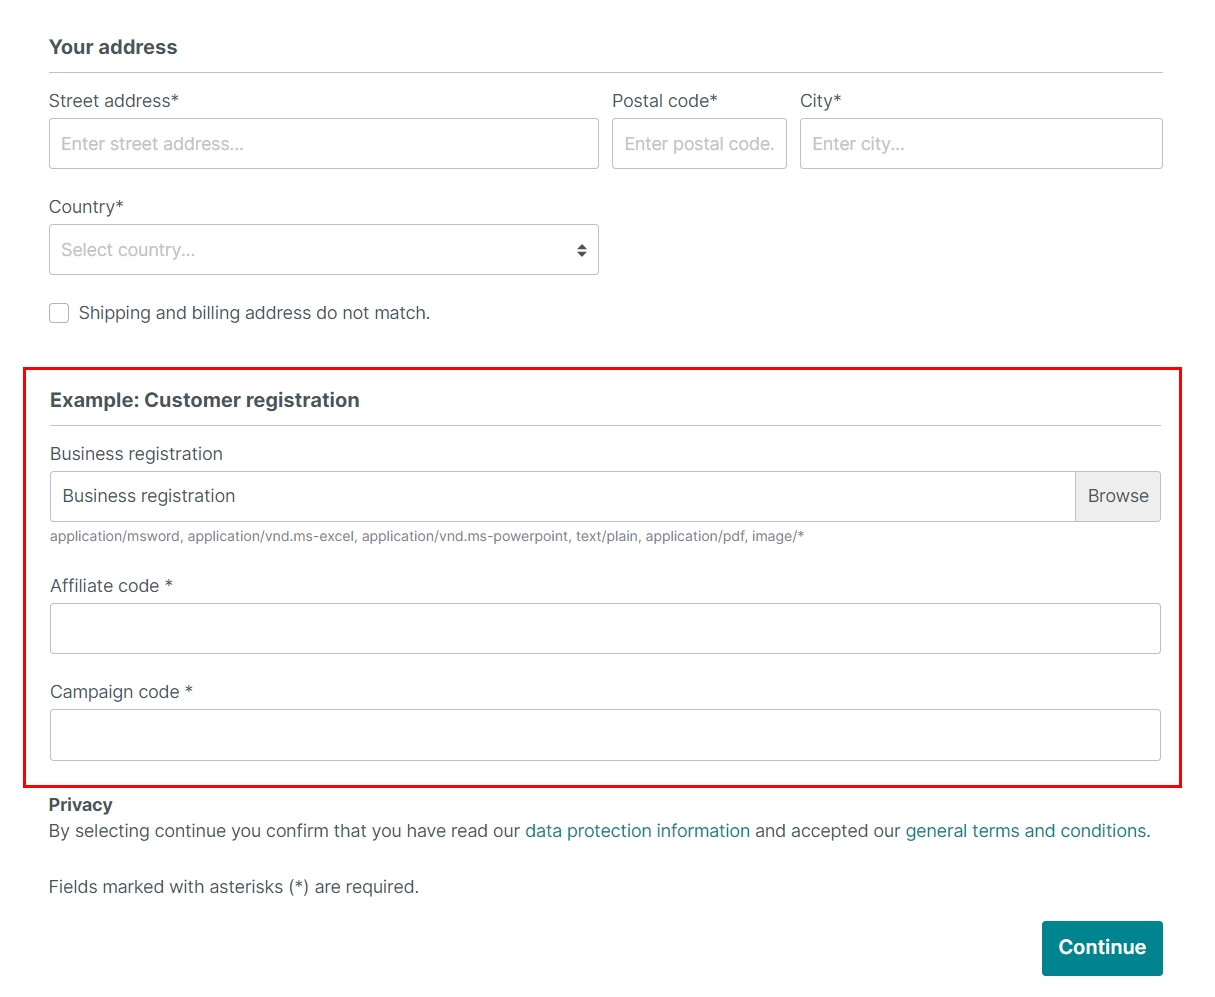 Your address
Street address* Postal code* City*
Enter street address... Enter postal code. Enter city...
Country*
Select country...
Shipping and billing address do not match.
Example: Customer registration
Business registration
Business registration Browse
application/msword, application/vnd.ms-excel, application/vnd.ms-powerpoint, text/plain, application/pdf, image/*
Affiliate code *
Campaign code *
Privacy
By selecting continue you confirm that you have read our data protection information and accepted our general terms and conditions.
Fields marked with asterisks (*) are required.
Continue